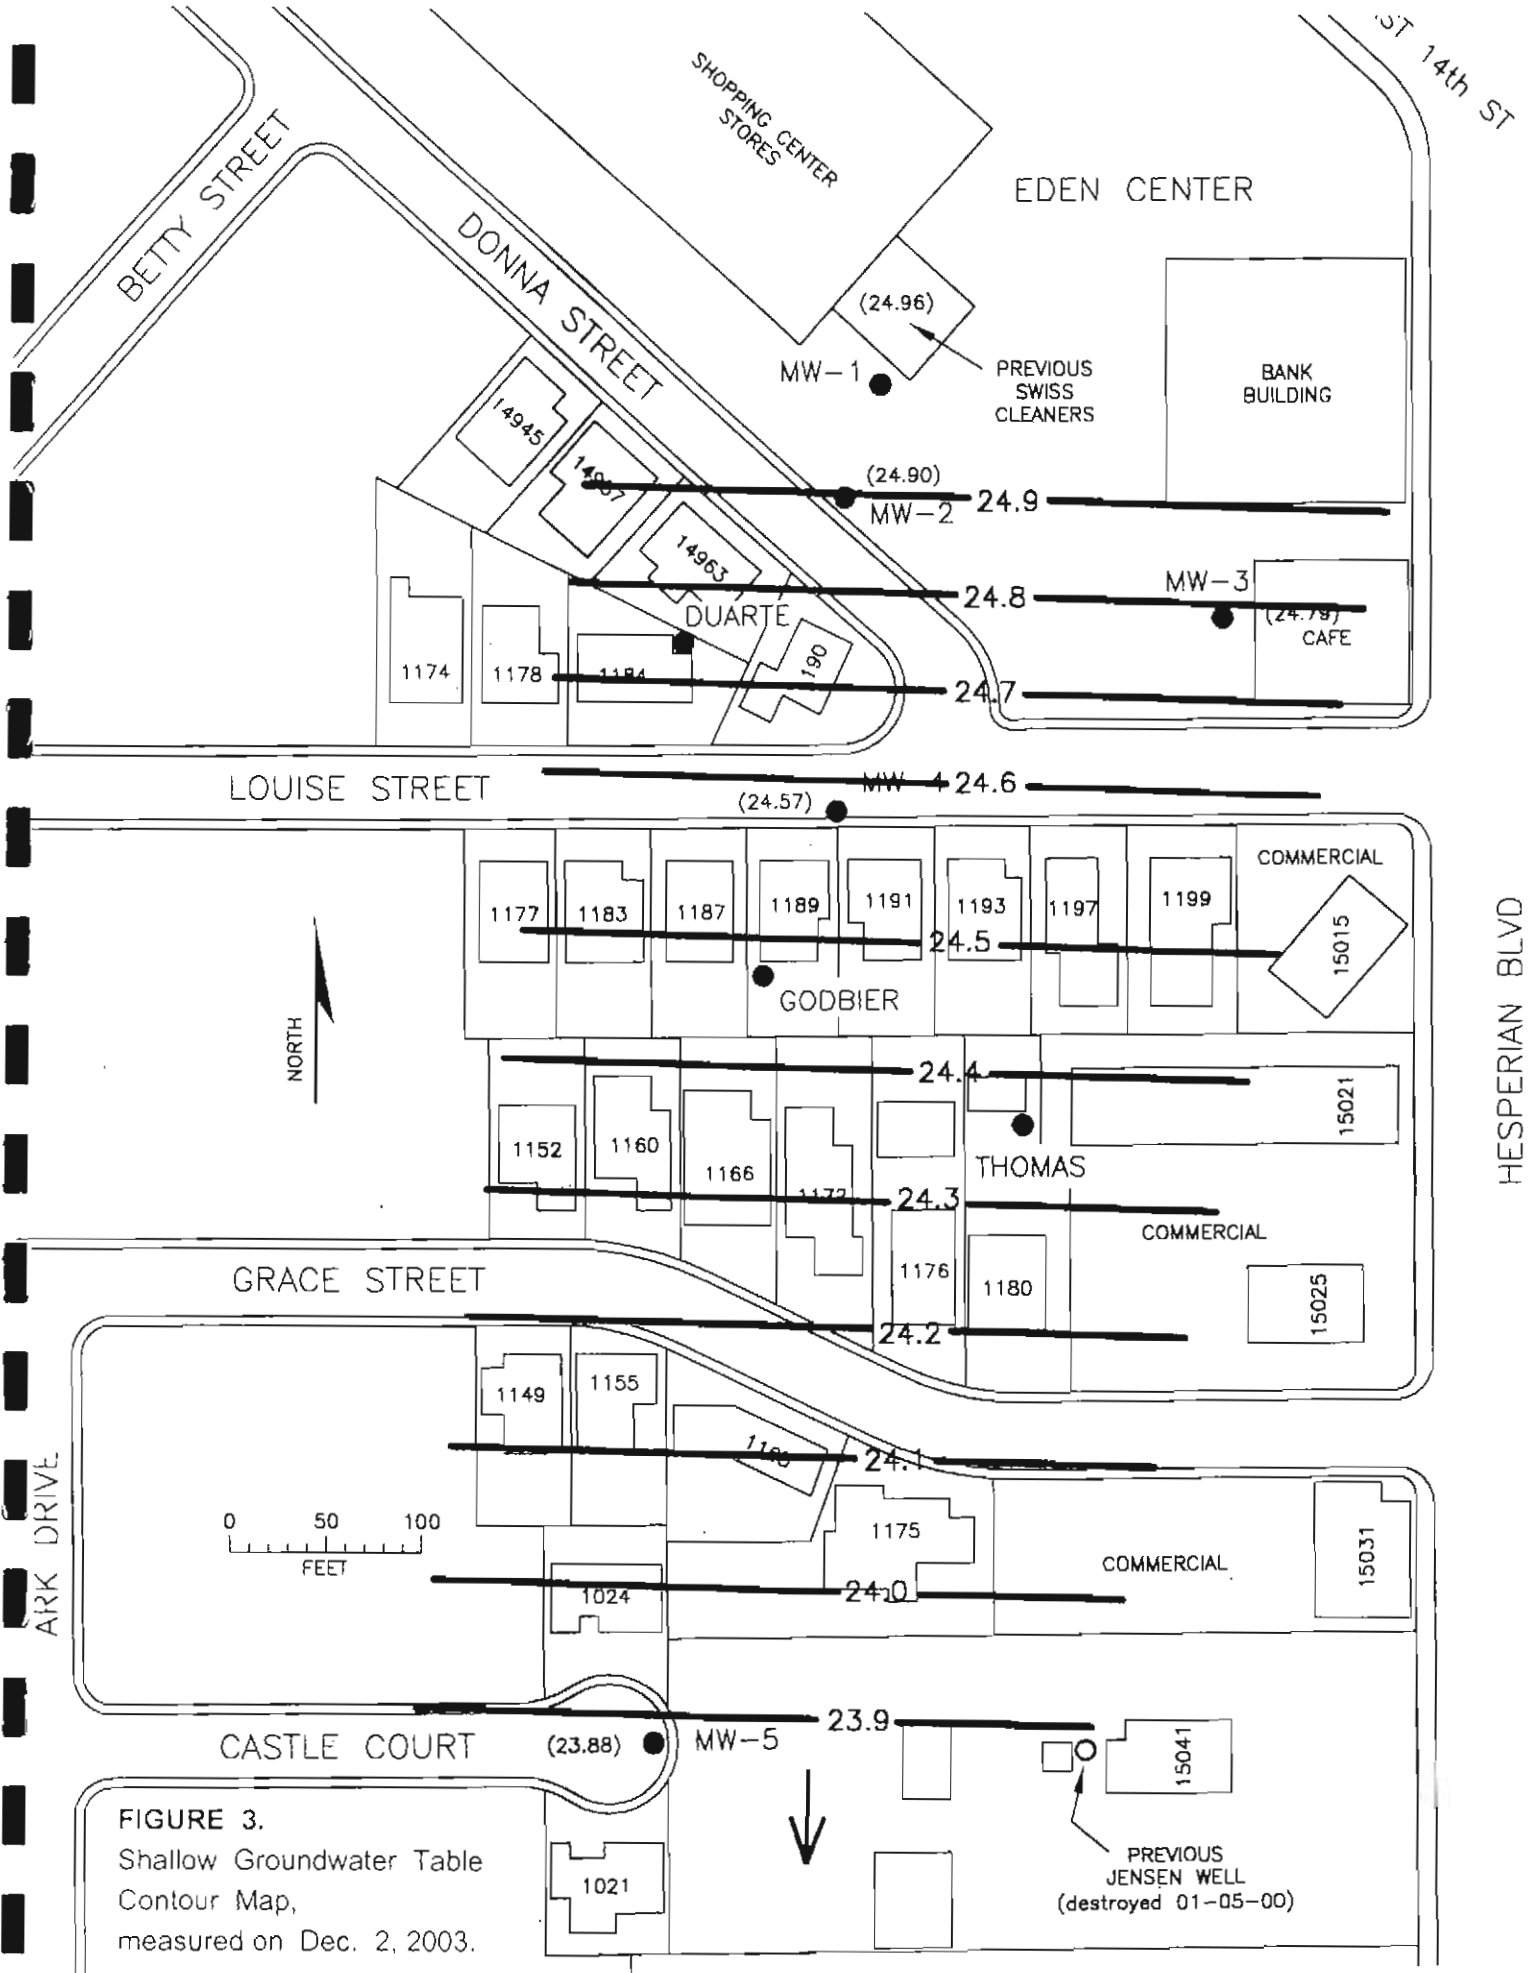 ST 14th ST
SHOPPING CENTER
STORES
EDEN CENTER
BETTY STREET
DONNA STREET
(24.96)
MW-1
PREVIOUS
SWISS
CLEANERS
BANK
BUILDING
14945
(24.90)
24.9
MW-2
14963
24.8
MW-3
(24.79)
CAFE
DUARTE
1174
1178
1184
190
24.7
LOUISE STREET
24.6
(24.57)
COMMERCIAL
1177
1183
1187
1189
1191
1193
1197
1199
15015
24.5
GODBIER
HESPERIAN BLVD
NORTH
24.4
15021
1152
1160
1166
1172
THOMAS
24.3
COMMERCIAL
GRACE STREET
1176
1180
15025
24.2
1149
1155
24.1
ARK DRIVE
0 50 100
FEET
1175
COMMERCIAL
15031
1024
24.0
23.9
CASTLE COURT
(23.88)
MW-5
15041
FIGURE 3.
Shallow Groundwater Table
Contour Map,
measured on Dec. 2, 2003.
1021
PREVIOUS
JENSEN WELL
(destroyed 01-05-00)